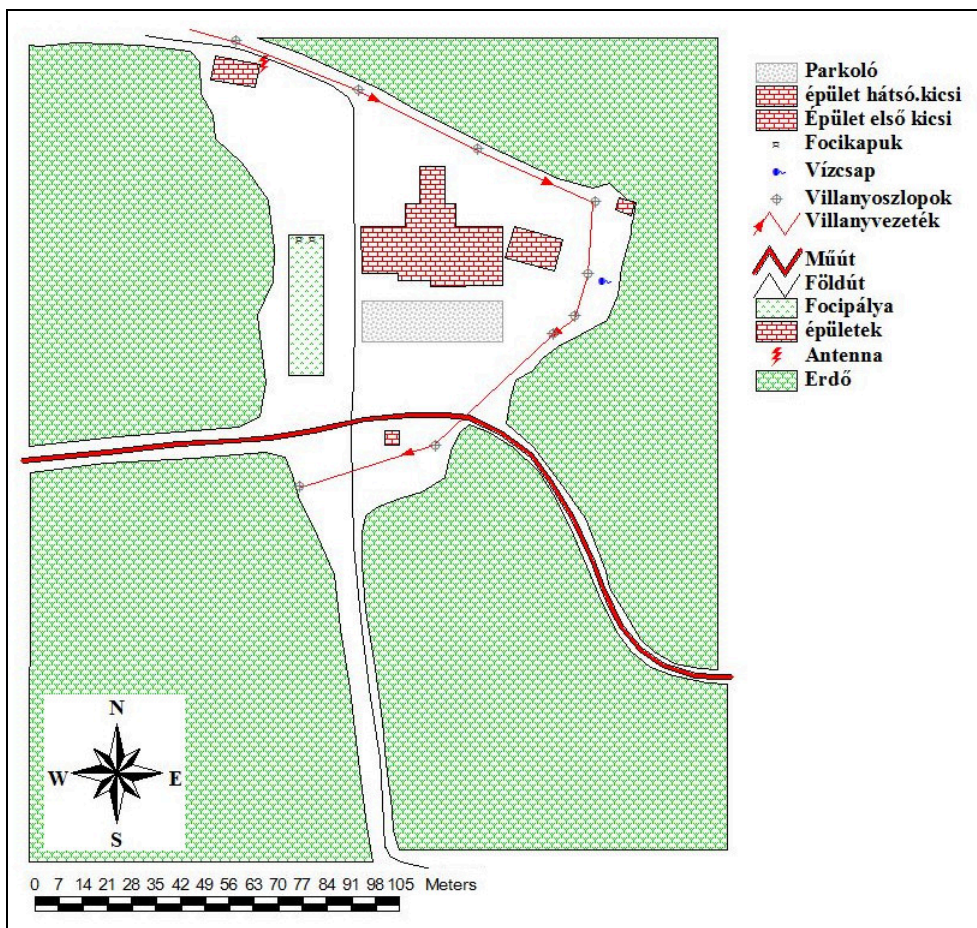 Parkoló
épület hátsó.kicsi
Épület első kicsi
Focikapuk
Vízcsap
Villanyoszlopok
Villanyvezeték
Műút
Földút
Focipálya
épületek
Antenna
Erdő
N
W E
S
0 7 14 21 28 35 42 49 56 63 70 77 84 91 98 105 Meters